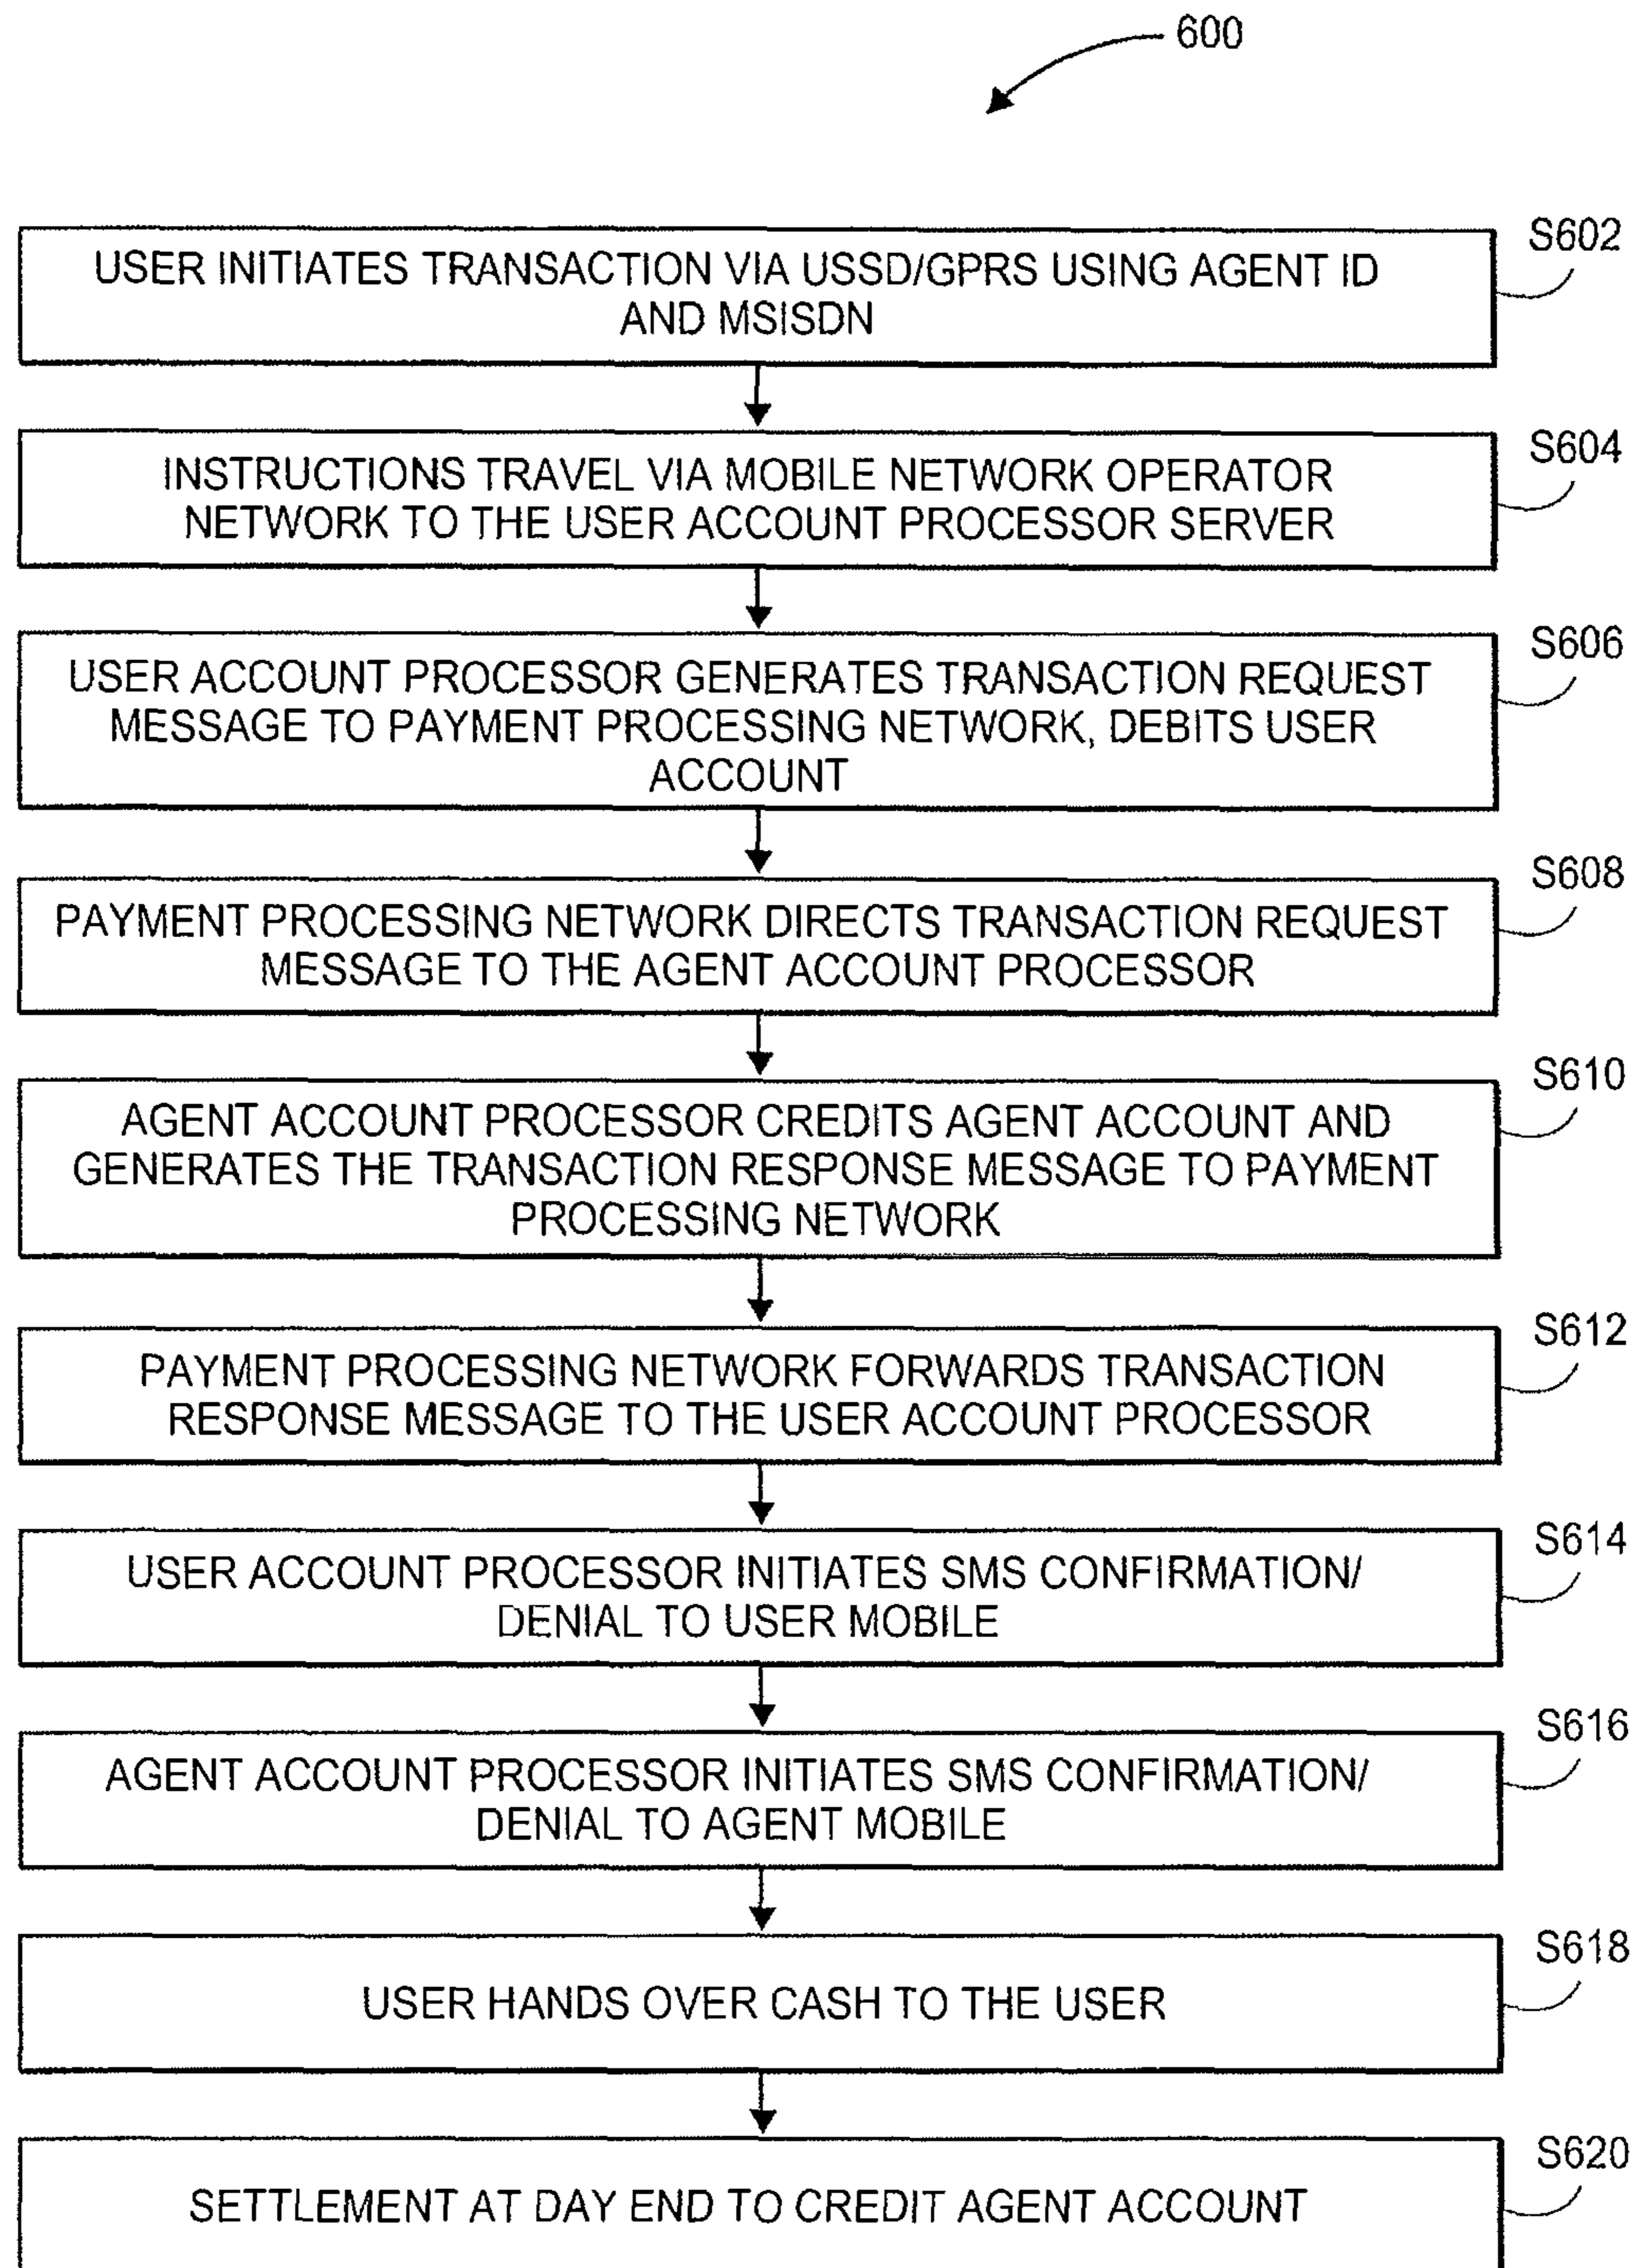 600
S602
USER INITIATES TRANSACTION VIA USSD/GPRS USING AGENT ID
AND MSISDN
S604
INSTRUCTIONS TRAVEL VIA MOBILE NETWORK OPERATOR
NETWORK TO THE USER ACCOUNT PROCESSOR SERVER
S606
USER ACCOUNT PROCESSOR GENERATES TRANSACTION REQUEST
MESSAGE TO PAYMENT PROCESSING NETWORK, DEBITS USER
ACCOUNT
S608
PAYMENT PROCESSING NETWORK DIRECTS TRANSACTION REQUEST
MESSAGE TO THE AGENT ACCOUNT PROCESSOR
S610
AGENT ACCOUNT PROCESSOR CREDITS AGENT ACCOUNT AND
GENERATES THE TRANSACTION RESPONSE MESSAGE TO PAYMENT
PROCESSING NETWORK
S612
PAYMENT PROCESSING NETWORK FORWARDS TRANSACTION
RESPONSE MESSAGE TO THE USER ACCOUNT PROCESSOR
S614
USER ACCOUNT PROCESSOR INITIATES SMS CONFIRMATION/
DENIAL TO USER MOBILE
S616
AGENT ACCOUNT PROCESSOR INITIATES SMS CONFIRMATION/
DENIAL TO AGENT MOBILE
S618
USER HANDS OVER CASH TO THE USER
S620
SETTLEMENT AT DAY END TO CREDIT AGENT ACCOUNT